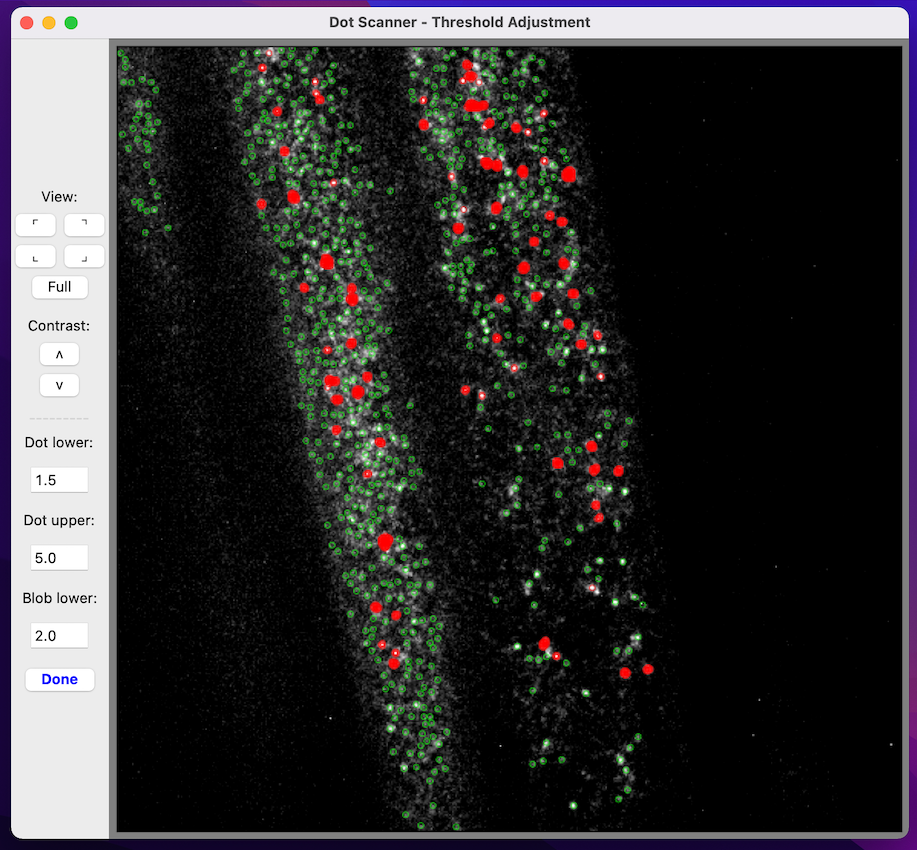 Dot Scanner - Threshold Adjustment
View:
Full
Contrast:
ʌ
v
----------
Dot lower:
1.5
Dot upper:
5.0
Blob lower:
2.0
Done